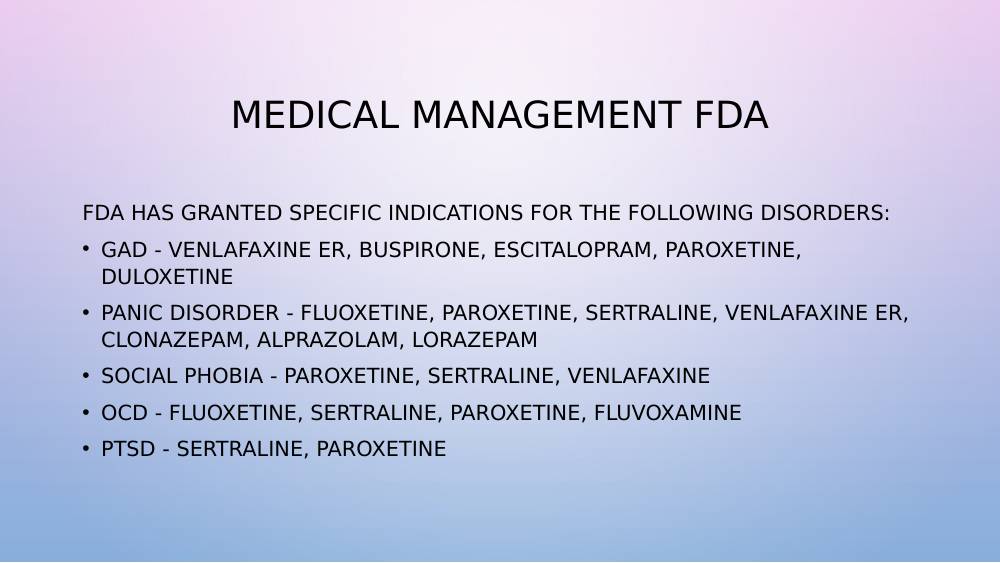 MEDICAL MANAGEMENT FDA
FDA HAS GRANTED SPECIFIC INDICATIONS FOR THE FOLLOWING DISORDERS:
• GAD - VENLAFAXINE ER, BUSPIRONE, ESCITALOPRAM, PAROXETINE,
DULOXETINE
• PANIC DISORDER - FLUOXETINE, PAROXETINE, SERTRALINE, VENLAFAXINE ER,
CLONAZEPAM, ALPRAZOLAM, LORAZEPAM
• SOCIAL PHOBIA - PAROXETINE, SERTRALINE, VENLAFAXINE
• OCD - FLUOXETINE, SERTRALINE, PAROXETINE, FLUVOXAMINE
• PTSD - SERTRALINE, PAROXETINE